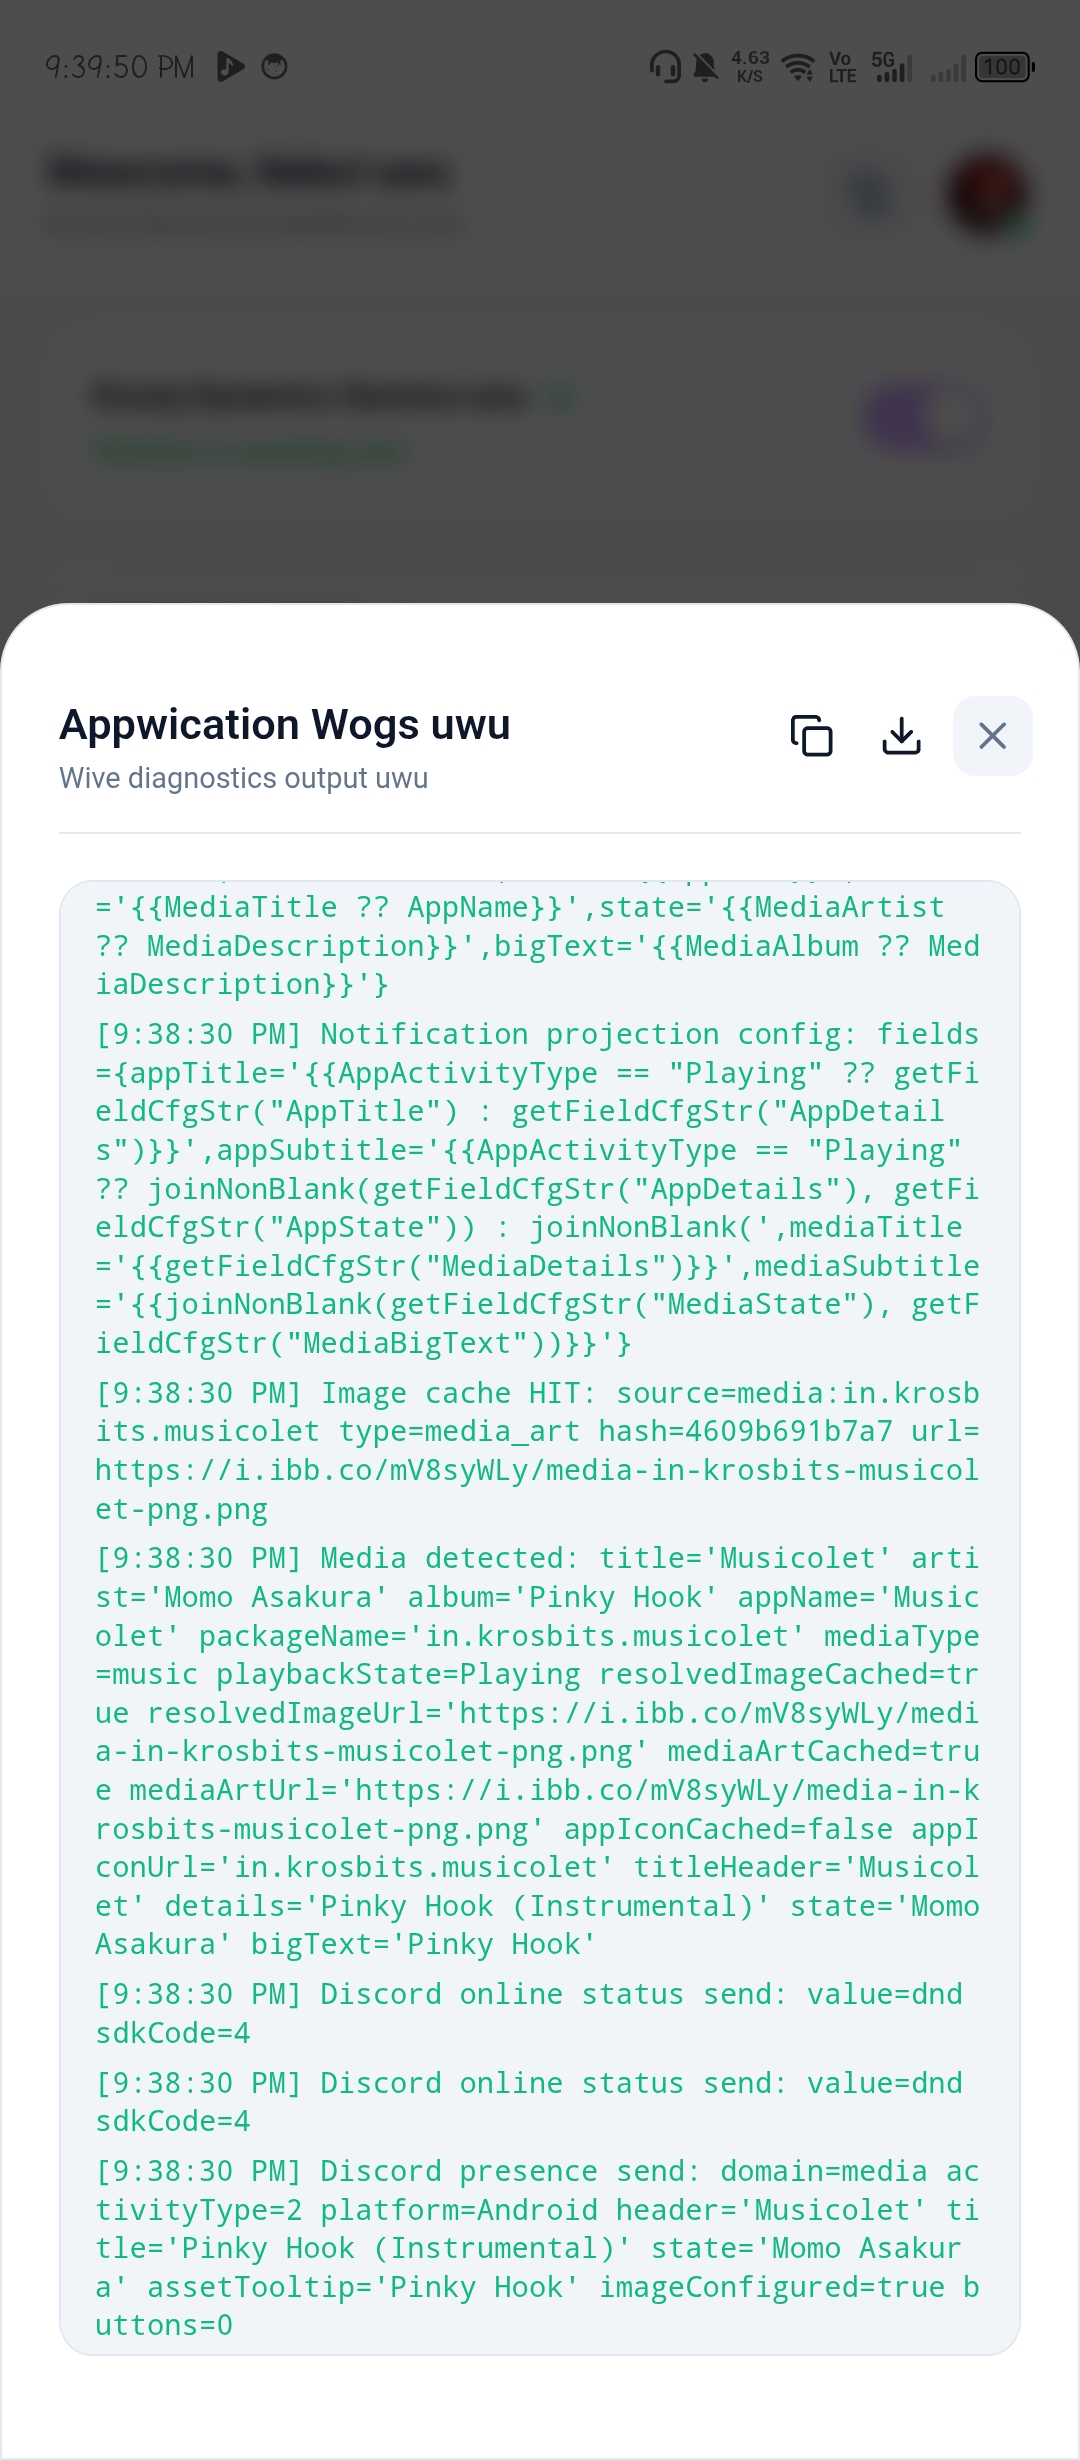 9:39:50 PM
4.63
K/S
Vo
LTE
5G
100
Appwication Wogs uwu
Wive diagnostics output uwu
='{{MediaTitle ?? AppName}}',state='{{MediaArtist
?? MediaDescription}}',bigText='{{MediaAlbum ?? Med
iaDescription}}'}
[9:38:30 PM] Notification projection config: fields
={appTitle='{{AppActivityType == "Playing" ?? getFi
eldCfgStr("AppTitle") : getFieldCfgStr("AppDetail
s")}}',appSubtitle='{{AppActivityType == "Playing"
?? joinNonBlank(getFieldCfgStr("AppDetails"), getFi
eldCfgStr("AppState")) : joinNonBlank(',mediaTitle
='{{getFieldCfgStr("MediaDetails")}}',mediaSubtitle
='{{joinNonBlank(getFieldCfgStr("MediaState"), getF
ieldCfgStr("MediaBigText"))}}'}
[9:38:30 PM] Image cache HIT: source=media:in.krosb
its.musicolet type=media_art hash=4609b691b7a7 url=
https://i.ibb.co/mV8syWLy/media-in-krosbits-musicol
et-png.png
[9:38:30 PM] Media detected: title='Musicolet' arti
st='Momo Asakura' album='Pinky Hook' appName='Music
olet' packageName='in.krosbits.musicolet' mediaType
=music playbackState=Playing resolvedImageCached=tr
ue resolvedImageUrl='https://i.ibb.co/mV8syWLy/medi
a-in-krosbits-musicolet-png.png' mediaArtCached=tru
e mediaArtUrl='https://i.ibb.co/mV8syWLy/media-in-k
rosbits-musicolet-png.png' appIconCached=false appI
conUrl='in.krosbits.musicolet' titleHeader='Musicol
et' details='Pinky Hook (Instrumental)' state='Momo
Asakura' bigText='Pinky Hook'
[9:38:30 PM] Discord online status send: value=dnd
sdkCode=4
[9:38:30 PM] Discord online status send: value=dnd
sdkCode=4
[9:38:30 PM] Discord presence send: domain=media ac
tivityType=2 platform=Android header='Musicolet' ti
tle='Pinky Hook (Instrumental)' state='Momo Asakur
a' assetTooltip='Pinky Hook' imageConfigured=true b
uttons=0